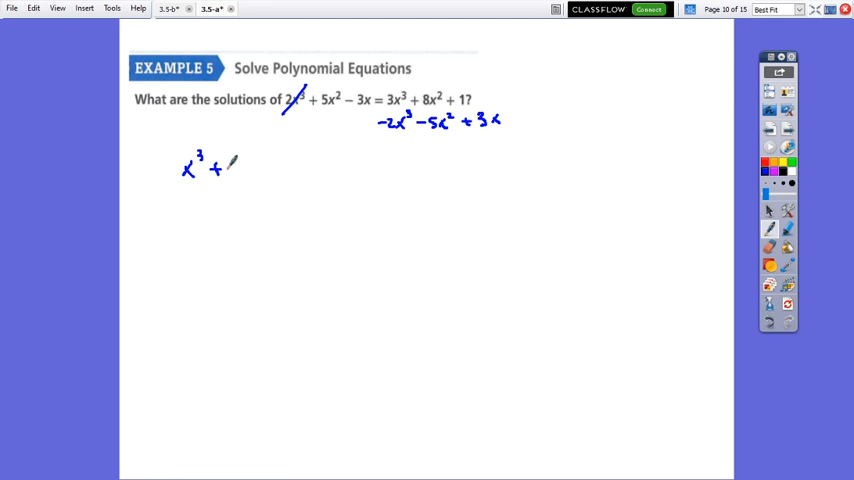 File Edit View Insert Tools Help 3.5-b* 3.5-a* CLASSFLOW Connect Page 10 of 15 Best Fit
EXAMPLE 5 Solve Polynomial Equations
What are the solutions of 2x³ + 5x² − 3x = 3x³ + 8x² + 1?
-2x³ - 5x² + 3x
x³ +